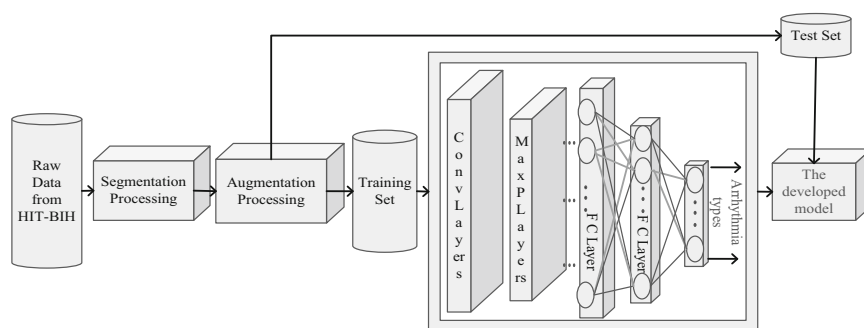 Raw
Data
from
HIT-BIH
Segmentation
Processing
Augmentation
Processing
Training
Set
ConvLayers
MaxPLayers
FC Layer
FC Layer
Arrhythmia
types
Test Set
The
developed
model